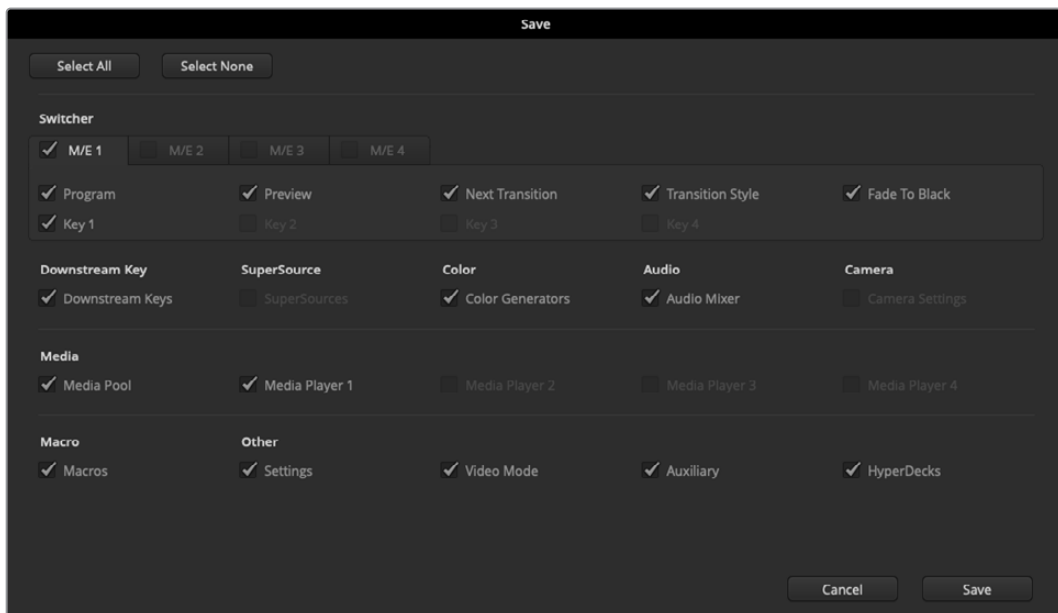 Save
Select All Select None
Switcher
M/E 1 M/E 2 M/E 3 M/E 4
Program Preview Next Transition Transition Style Fade To Black
Key 1 Key 2 Key 3 Key 4
Downstream Key SuperSource Color Audio Camera
Downstream Keys SuperSources Color Generators Audio Mixer Camera Settings
Media
Media Pool Media Player 1 Media Player 2 Media Player 3 Media Player 4
Macro Other
Macros Settings Video Mode Auxiliary HyperDecks
Cancel Save